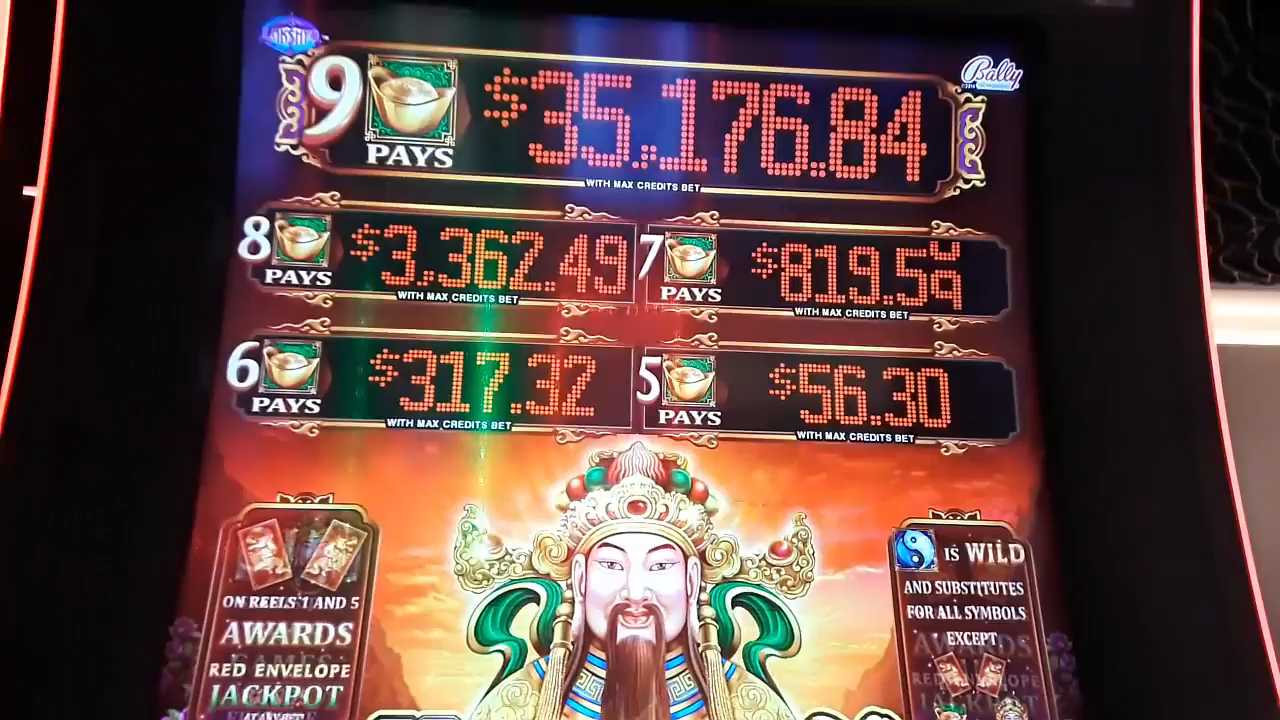 Bally
9 PAYS $35,176.84
WITH MAX CREDITS BET
8 PAYS $3,362.49
WITH MAX CREDITS BET
7 PAYS
WITH MAX CREDITS BET
6 PAYS $317.32
WITH MAX CREDITS BET
5 PAYS $56.30
WITH MAX CREDITS BET
ON REELS 1 AND 5
AWARDS
RED ENVELOPE
JACKPOT
IS WILD
AND SUBSTITUTES
FOR ALL SYMBOLS
EXCEPT